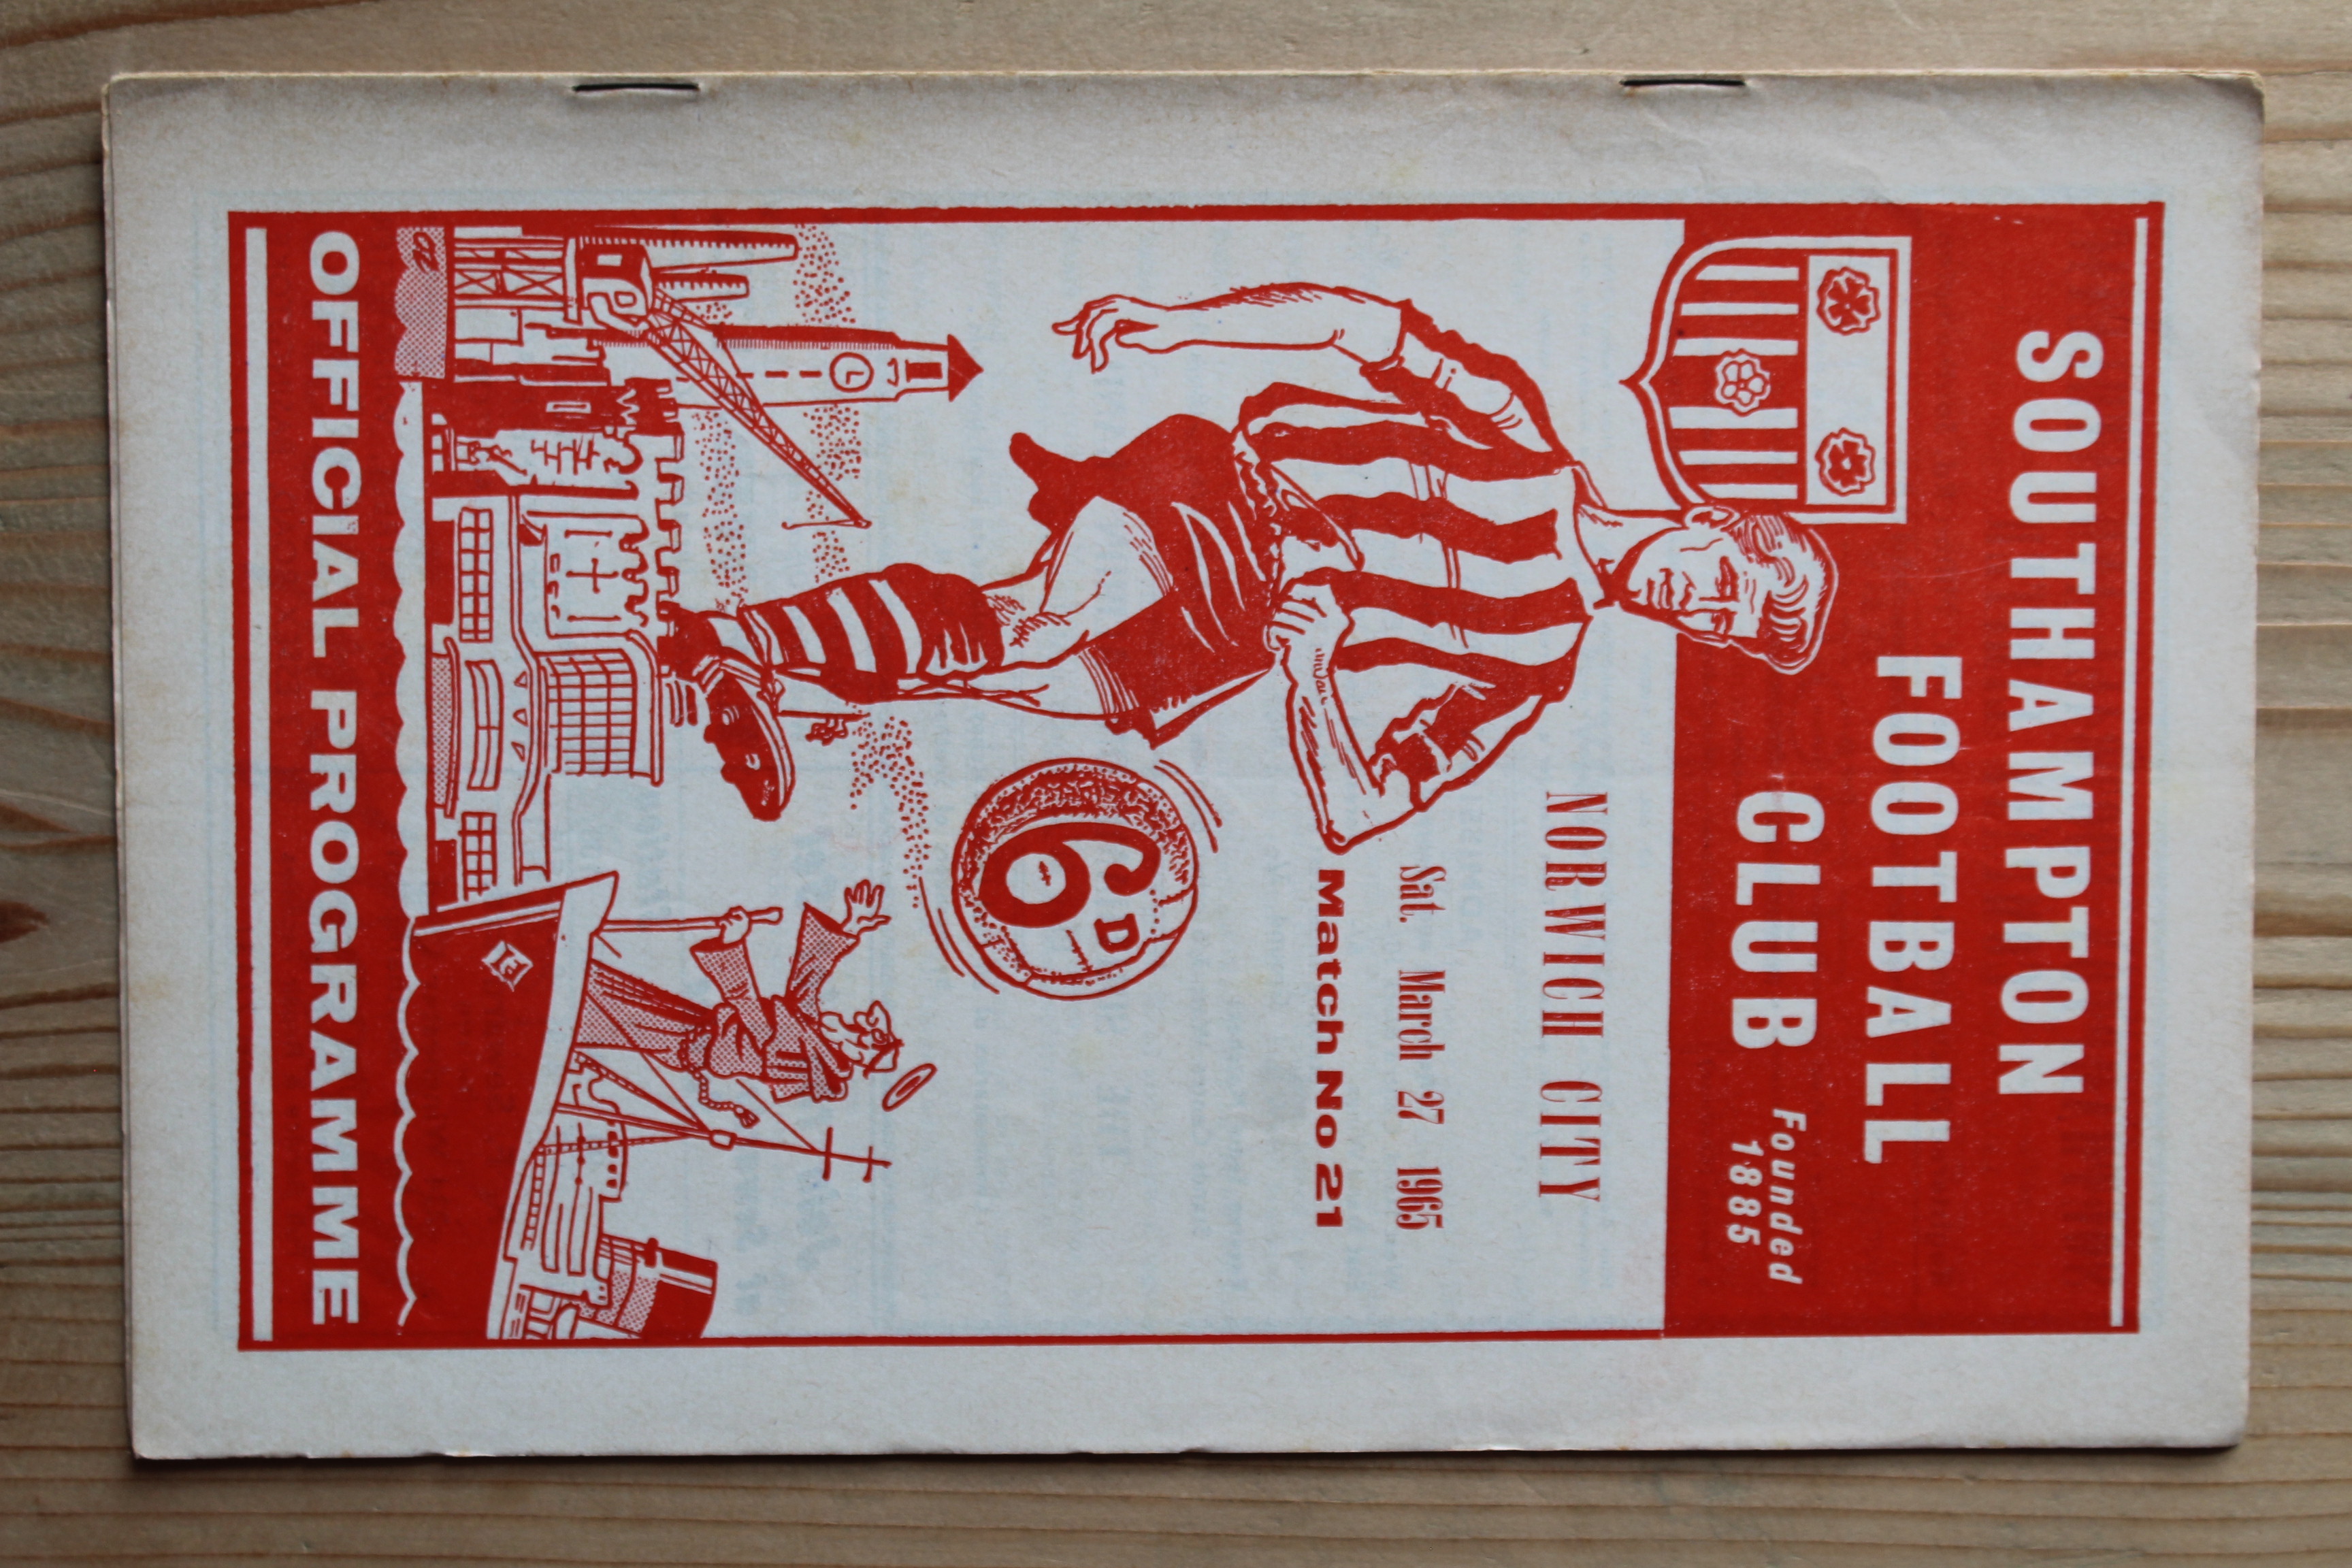 SOUTHAMPTON
FOOTBALL
CLUB
Founded
1885
NORWICH CITY
Sat. March 27 1965
Match No 21
6D
OFFICIAL PROGRAMME